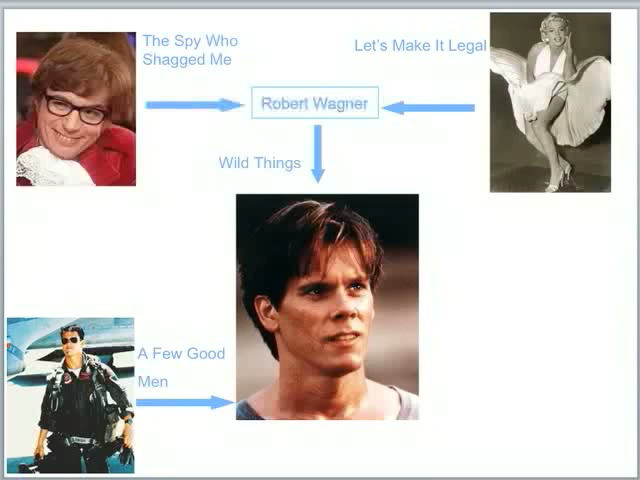 The Spy Who
Shagged Me
Let's Make It Legal
Robert Wagner
Wild Things
A Few Good
Men